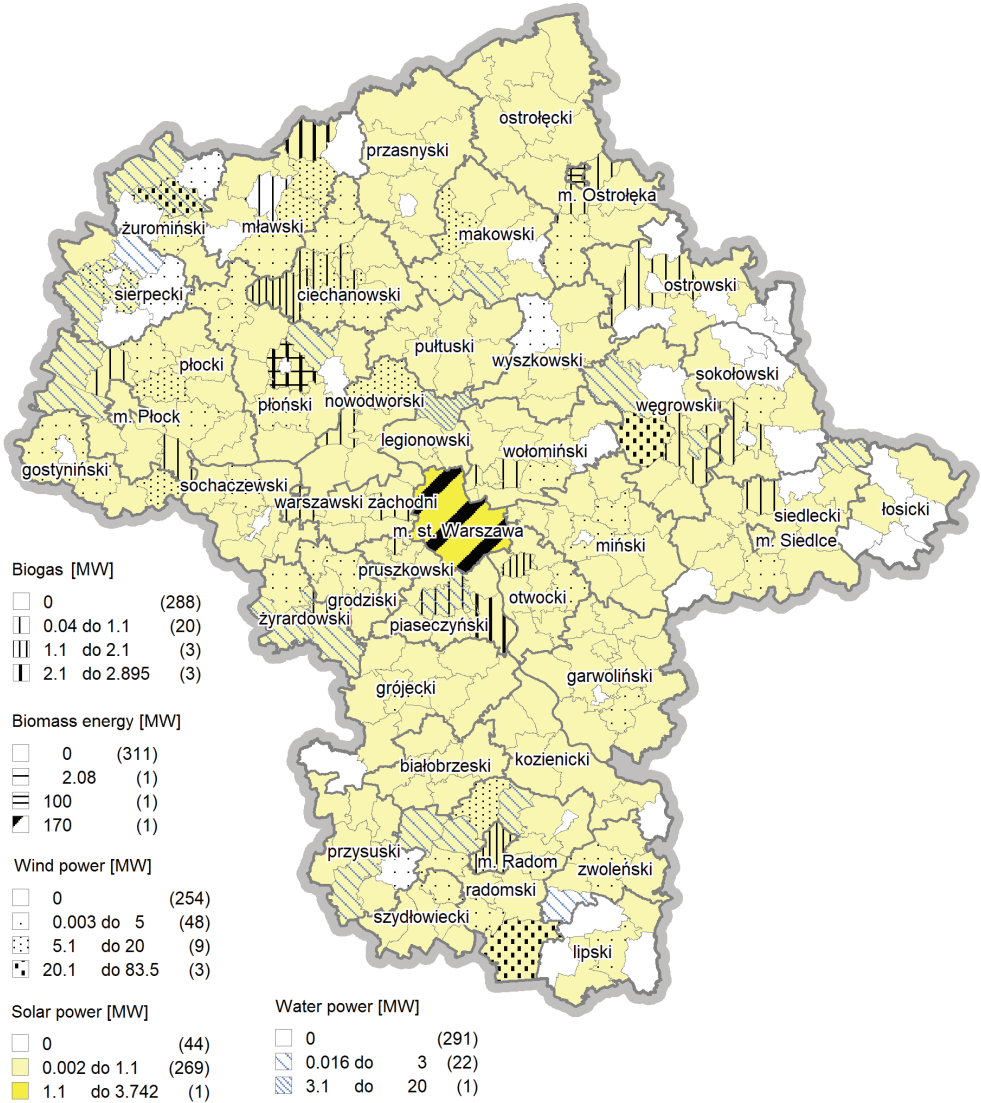 ostrołęcki
przasnyski
m. Ostrołęka
żuromiński
mławski
makowski
sierpecki
ciechanowski
ostrowski
płocki
pułtuski
wyszkowski
sokołowski
m. Płock
płoński
nowodworski
węgrowski
legionowski
wołomiński
gostyniński
sochaczewski
warszawski zachodni
siedlecki
łosicki
m. st. Warszawa
miński
m. Siedlce
pruszkowski
grodziski
otwocki
żyrardowski
piaseczyński
garwoliński
grójecki
białobrzeski
kozienicki
przysuski
m. Radom
zwoleński
radomski
szydłowiecki
lipski
Biogas [MW]
0 (288)
0.04 do 1.1 (20)
1.1 do 2.1 (3)
2.1 do 2.895 (3)
Biomass energy [MW]
0 (311)
2.08 (1)
100 (1)
170 (1)
Wind power [MW]
0 (254)
0.003 do 5 (48)
5.1 do 20 (9)
20.1 do 83.5 (3)
Solar power [MW]
0 (44)
0.002 do 1.1 (269)
1.1 do 3.742 (1)
Water power [MW]
0 (291)
0.016 do 3 (22)
3.1 do 20 (1)